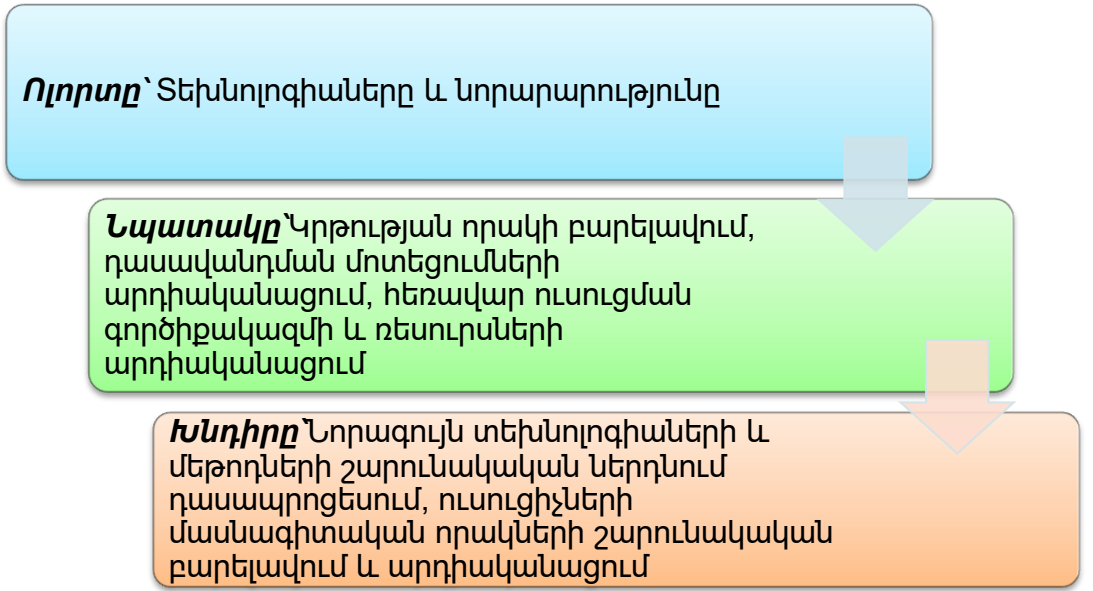 Ոլորտը՝ Տեխնոլոգիաները և նորարարությունը
Նպատակը՝Կրթության որակի բարելավում,
դասավանդման մոտեցումների
արդիականացում, հեռավար ուսուցման
գործիքակազմի և ռեսուրսների
արդիականացում
Խնդիրը՝Նորագույն տեխնոլոգիաների և
մեթոդների շարունակական ներդնում
դասապրոցեսում, ուսուցիչների
մասնագիտական որակների շարունակական
բարելավում և արդիականացում